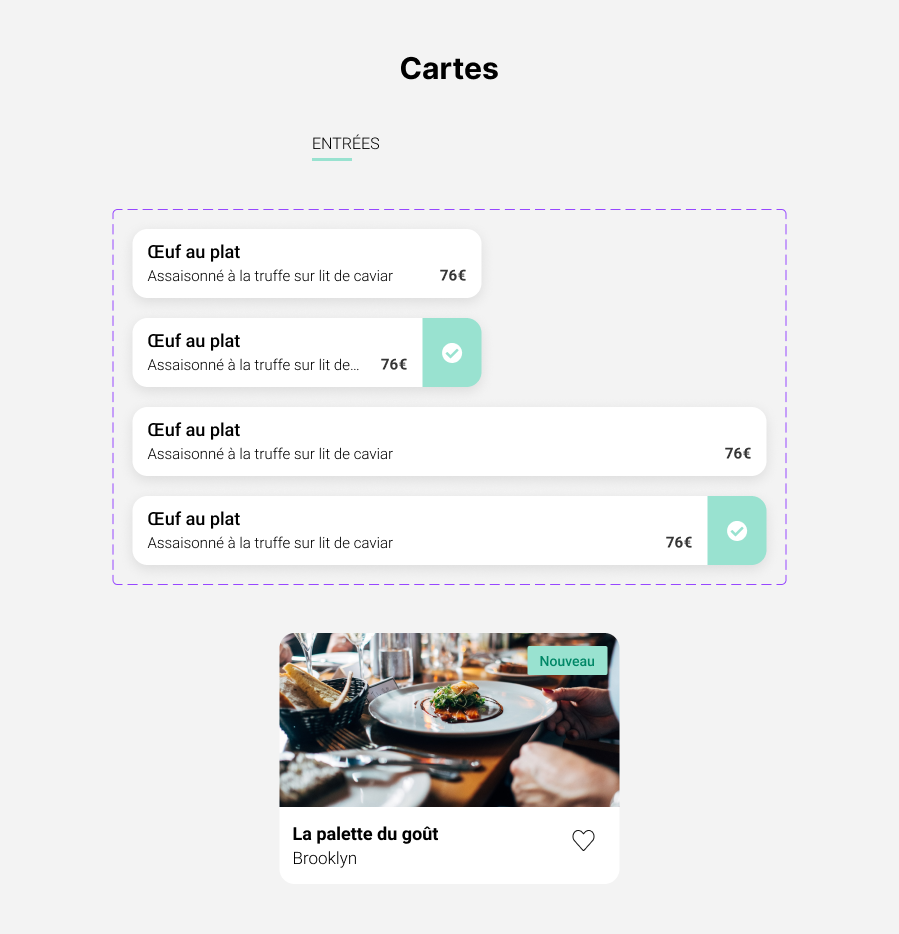 Cartes
ENTRÉES
Œuf au plat
Assaisonné à la truffe sur lit de caviar 76€
Œuf au plat
Assaisonné à la truffe sur lit de... 76€
Œuf au plat
Assaisonné à la truffe sur lit de caviar 76€
Œuf au plat
Assaisonné à la truffe sur lit de caviar 76€
Nouveau
La palette du goût
Brooklyn